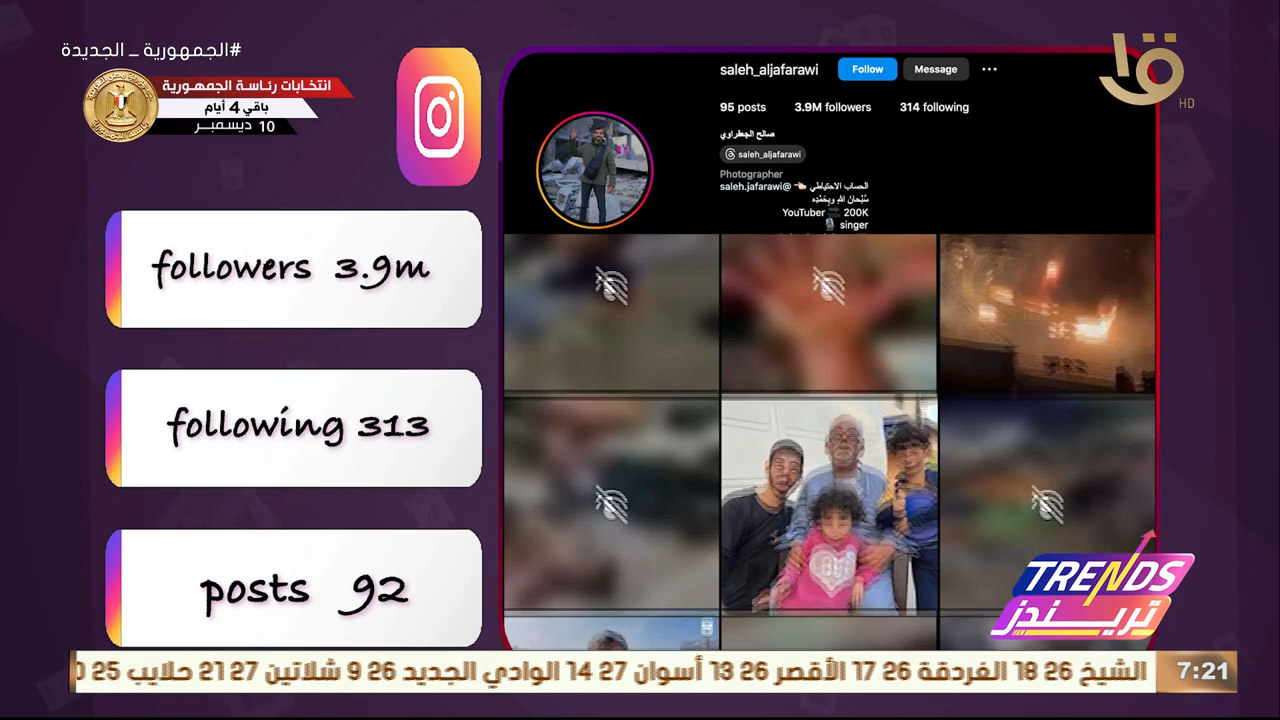 #الجمهورية _ الجديدة
انتخابات رئاسة الجمهورية
باقي 4 أيام
10 ديسمبر
followers 3.9m
following 313
posts 92
saleh_aljafarawi Follow Message ...
95 posts 3.9M followers 314 following
صالح الجعفراوي
saleh_aljafarawi
Photographer
الحساب الاحتياطي 👈🏻 @saleh.jafarawi
سُبْحَانَ اللهِ وبِحَمْدِه
YouTuber 🔜 200K
🎙 singer
HD
TRENDS
تريندز
الشيخ 26 18 الغردقة 26 17 الأقصر 26 13 أسوان 27 14 الوادي الجديد 26 9 شلاتين 27 21 حلايب 25
7:21